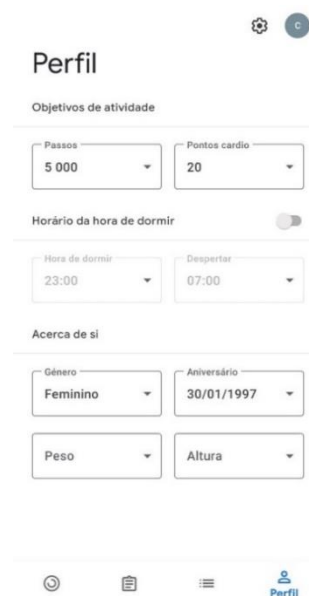 C
Perfil
Objetivos de atividade
Passos
5 000
Pontos cardio
20
Horário da hora de dormir
Hora de dormir
23:00
Despertar
07:00
Acerca de si
Género
Feminino
Aniversário
30/01/1997
Peso
Altura
Perfil